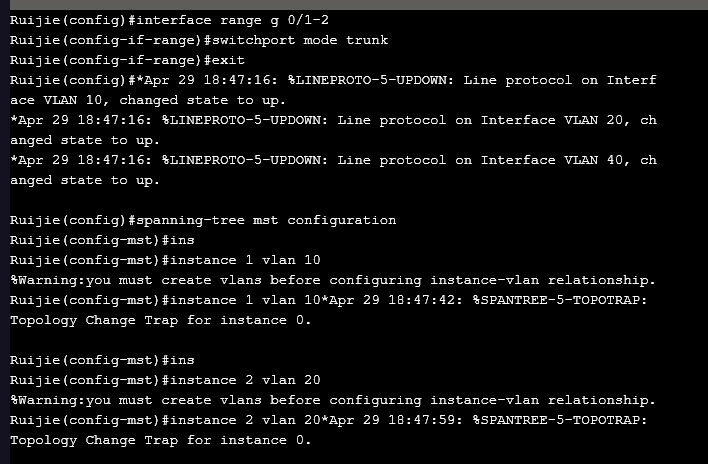 Ruijie(config)#interface range g 0/1-2
Ruijie(config-if-range)#switchport mode trunk
Ruijie(config-if-range)#exit
Ruijie(config)#*Apr 29 18:47:16: %LINEPROTO-5-UPDOWN: Line protocol on Interf
ace VLAN 10, changed state to up.
*Apr 29 18:47:16: %LINEPROTO-5-UPDOWN: Line protocol on Interface VLAN 20, ch
anged state to up.
*Apr 29 18:47:16: %LINEPROTO-5-UPDOWN: Line protocol on Interface VLAN 40, ch
anged state to up.
Ruijie(config)#spanning-tree mst configuration
Ruijie(config-mst)#ins
Ruijie(config-mst)#instance 1 vlan 10
%Warning:you must create vlans before configuring instance-vlan relationship.
Ruijie(config-mst)#instance 1 vlan 10*Apr 29 18:47:42: %SPANTREE-5-TOPOTRAP:
Topology Change Trap for instance 0.
Ruijie(config-mst)#ins
Ruijie(config-mst)#instance 2 vlan 20
%Warning:you must create vlans before configuring instance-vlan relationship.
Ruijie(config-mst)#instance 2 vlan 20*Apr 29 18:47:59: %SPANTREE-5-TOPOTRAP:
Topology Change Trap for instance 0.